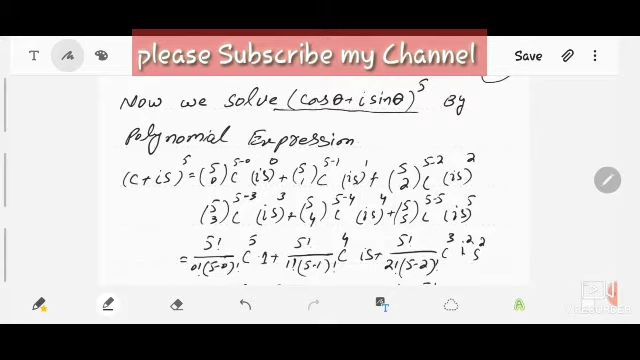 please Subscribe my Channel
Save
Now we solve (cosθ + i sinθ)^5 By
Polynomial Expression
(C + iS)^5 = (5 0) C^5-0 (iS)^0 + (5 1) C^5-1 (iS)^1 + (5 2) C^5-2 (iS)^2
(5 3) C^5-3 (iS)^3 + (5 4) C^5-4 (iS)^4 + (5 5) C^5-5 (iS)^5
= 5!/0!(5-0)! C^5 · 1 + 5!/1!(5-1)! C^4 iS + 5!/2!(5-2)! C^3 i^2 S^2